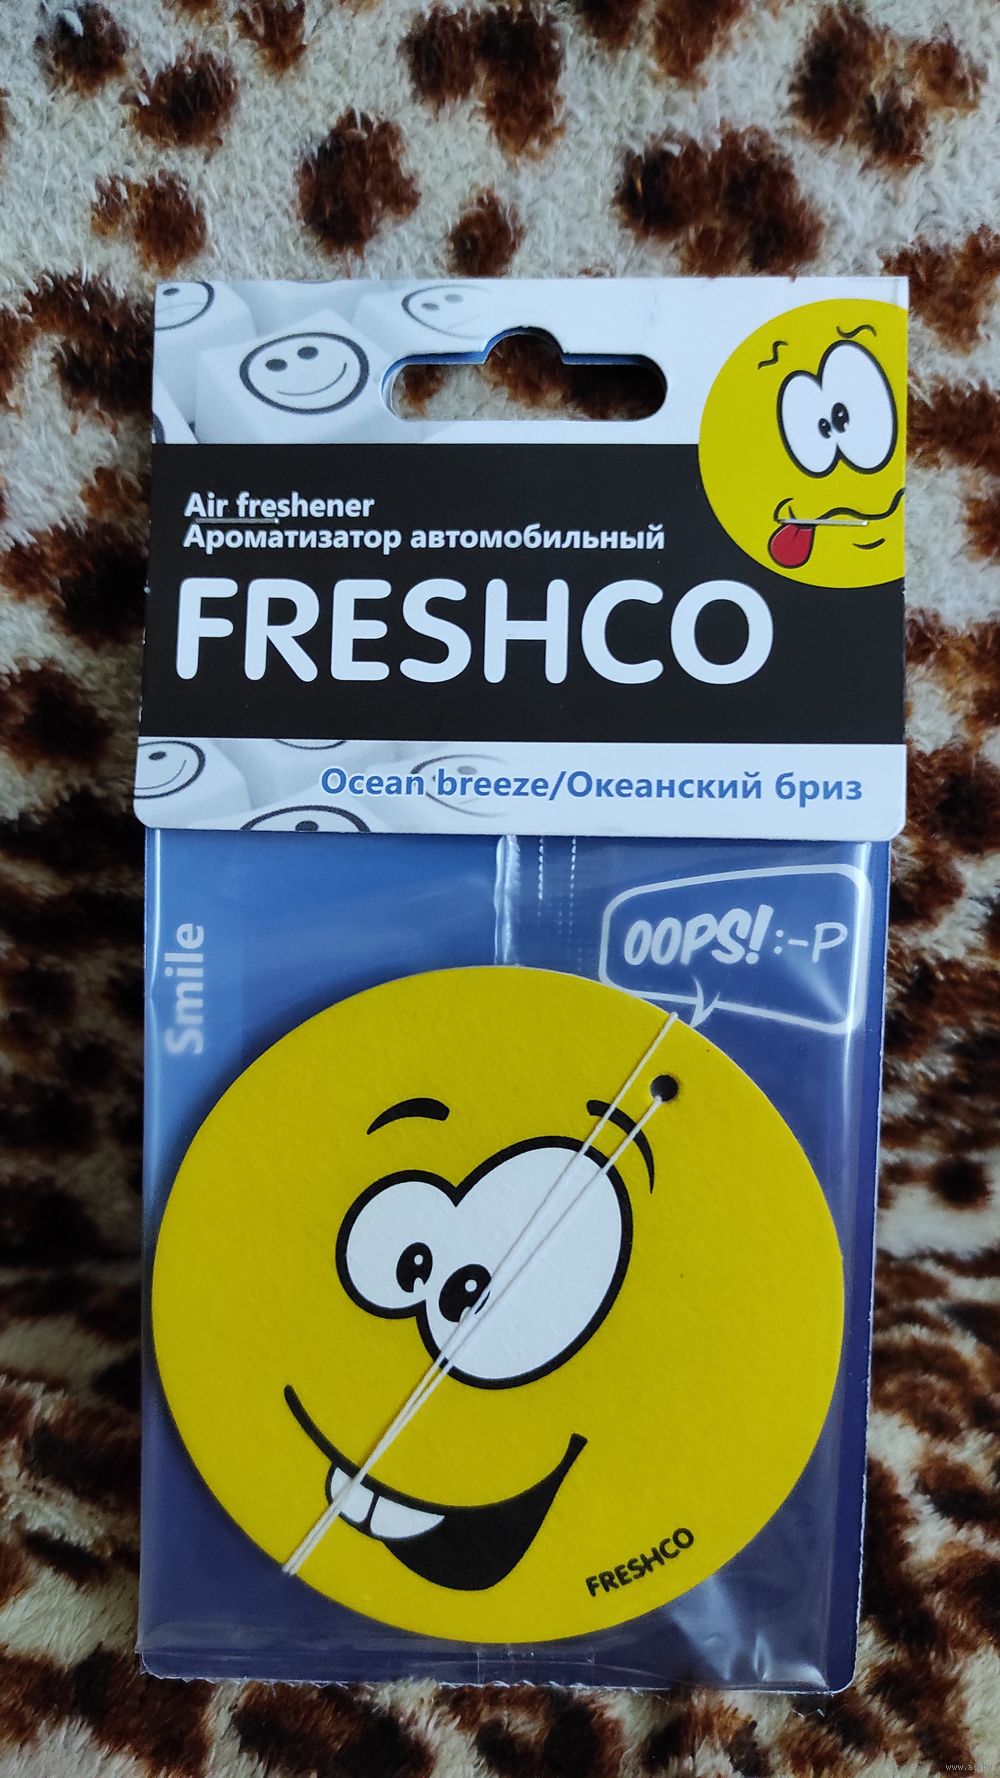 Air freshener
Ароматизатор автомобильный
FRESHCO
Ocean breeze/Океанский бриз
Smile
OOPS! :-P
FRESHCO